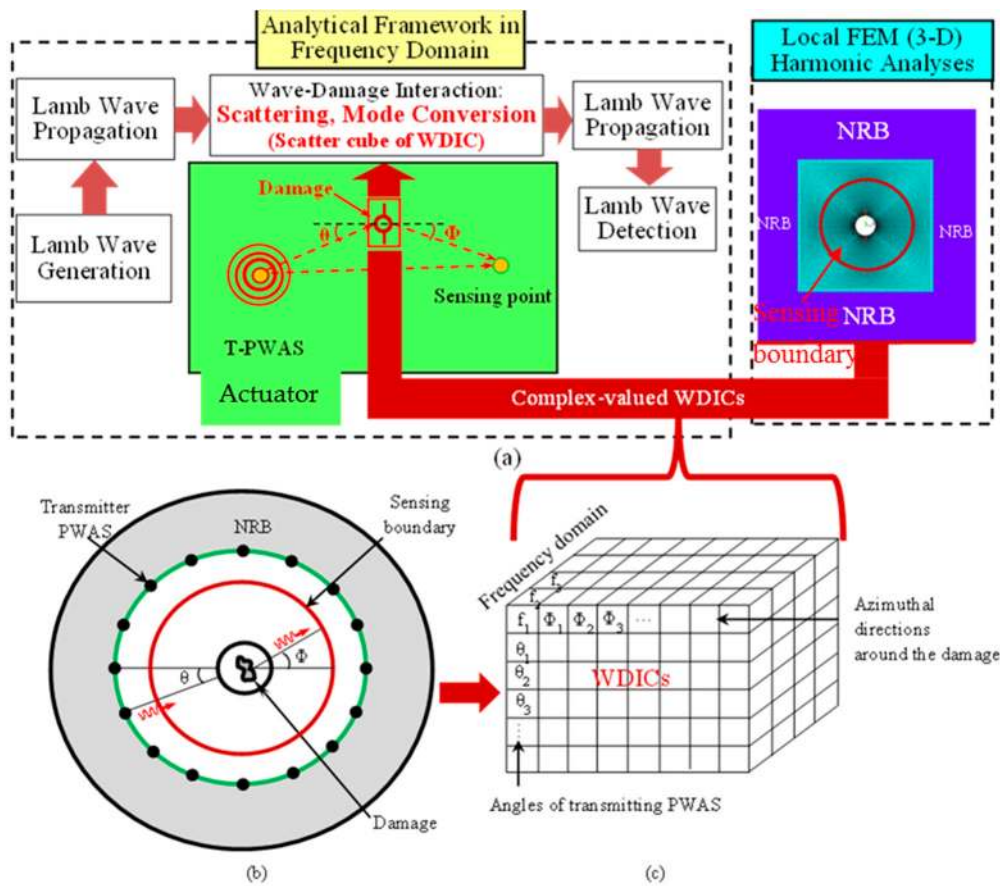 Analytical Framework in
Frequency Domain
Local FEM (3-D)
Harmonic Analyses
Lamb Wave
Propagation
Wave-Damage Interaction:
Scattering, Mode Conversion
(Scatter cube of WDIC)
Lamb Wave
Propagation
Lamb Wave
Generation
Lamb Wave
Detection
Damage
θ
Φ
Sensing point
T-PWAS
Actuator
NRB
NRB
NRB
NRB
Sensing
boundary
Complex-valued WDICs
(a)
Transmitter
PWAS
NRB
Sensing
boundary
θ
Φ
Damage
(b)
Frequency domain
f3
f2
f1 Φ1 Φ2 Φ3 ...
θ1
θ2
θ3
⋮
WDICs
Azimuthal
directions
around the damage
Angles of transmitting PWAS
(c)